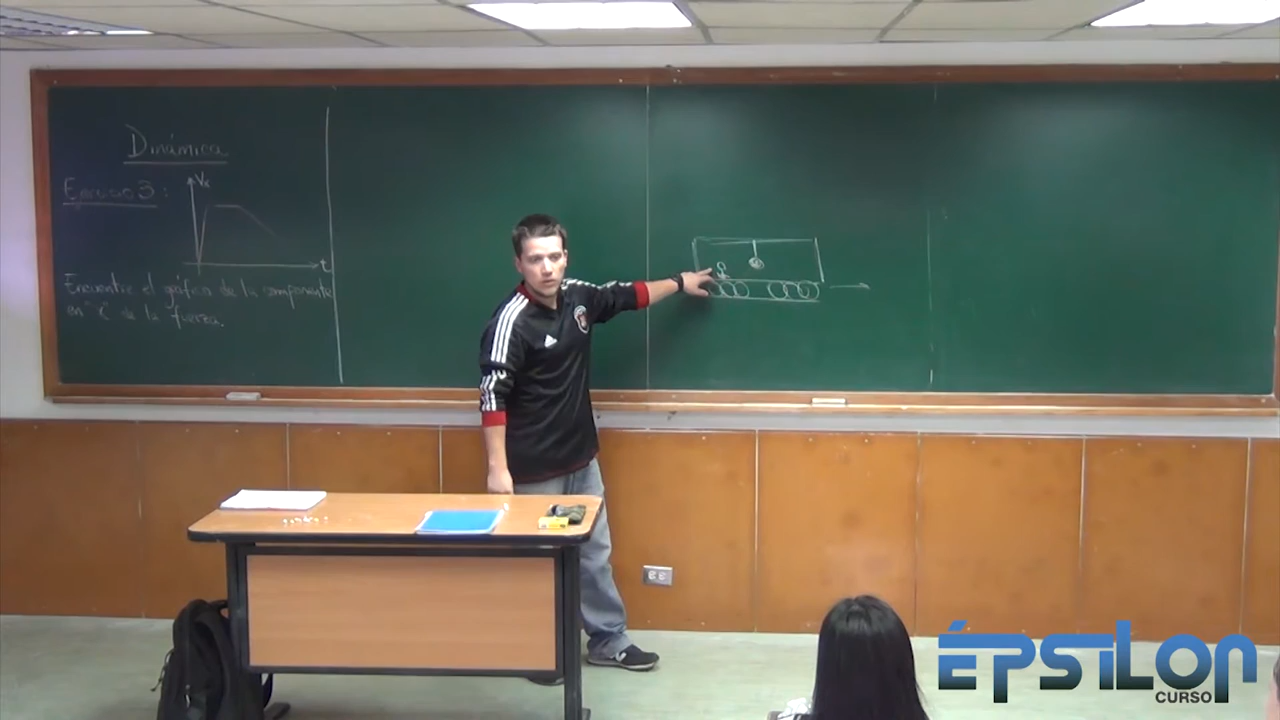 Dinámica
Ejercicio 3:
Vx
t
Encuentre el gráfico de la componente
en "x" de la fuerza.
ÉPSILON
CURSO